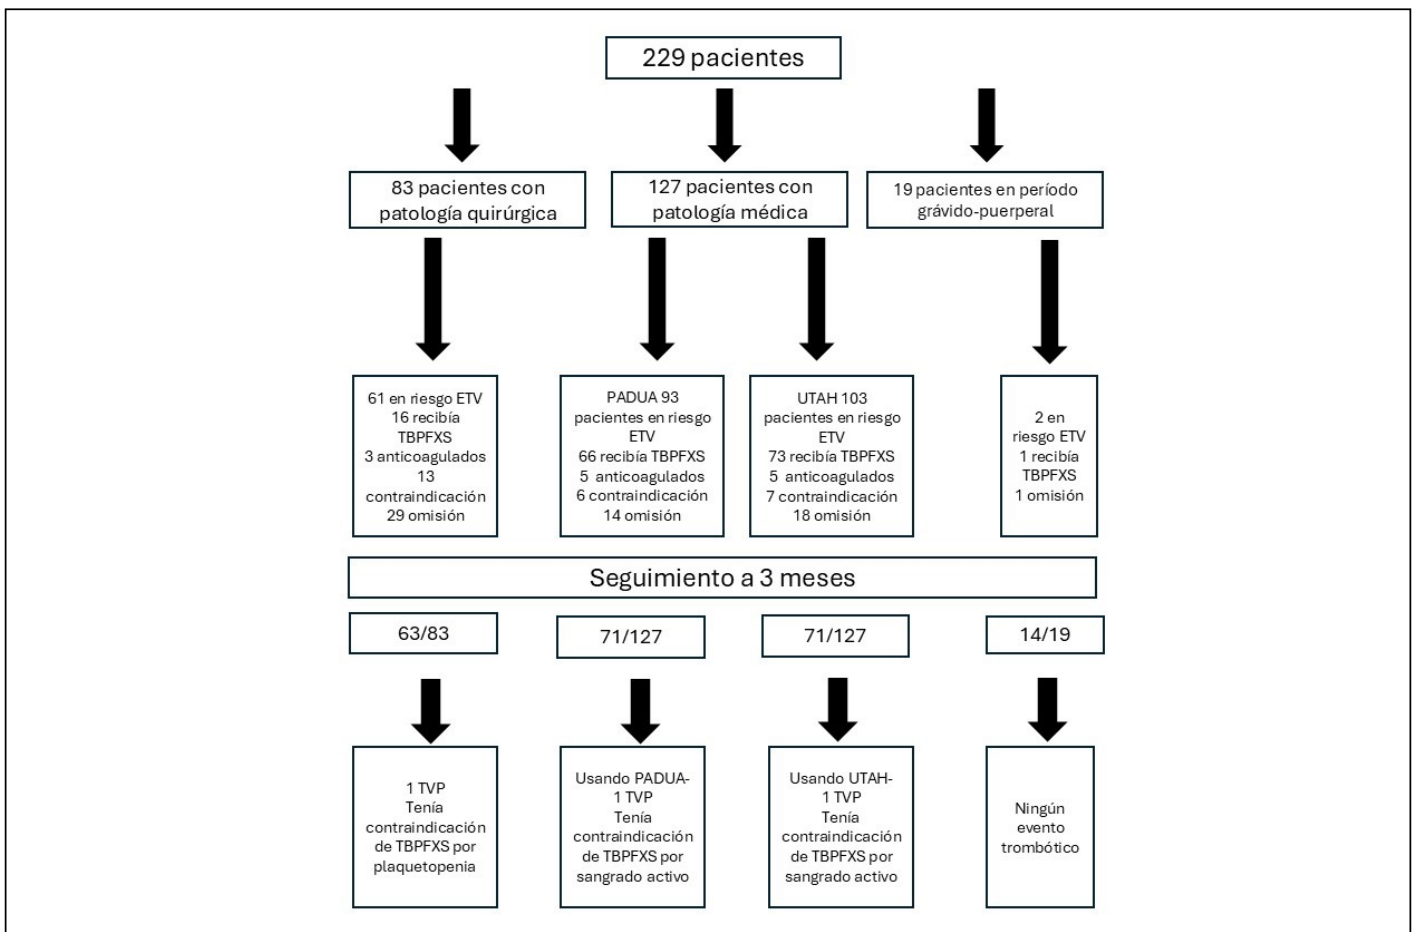 229 pacientes
83 pacientes con
patología quirúrgica
127 pacientes con
patología médica
19 pacientes en período
grávido-puerperal
61 en riesgo ETV
16 recibía
TBPFXS
3 anticoagulados
13
contraindicación
29 omisión
PADUA 93
pacientes en riesgo
ETV
66 recibía TBPFXS
5 anticoagulados
6 contraindicación
14 omisión
UTAH 103
pacientes en riesgo
ETV
73 recibía TBPFXS
5 anticoagulados
7 contraindicación
18 omisión
2 en
riesgo ETV
1 recibía
TBPFXS
1 omisión
Seguimiento a 3 meses
63/83
71/127
71/127
14/19
1 TVP
Tenía
contraindicación
de TBPFXS por
plaquetopenia
Usando PADUA-
1 TVP
Tenía
contraindicación
de TBPFXS por
sangrado activo
Usando UTAH-
1 TVP
Tenía
contraindicación
de TBPFXS por
sangrado activo
Ningún
evento
trombótico